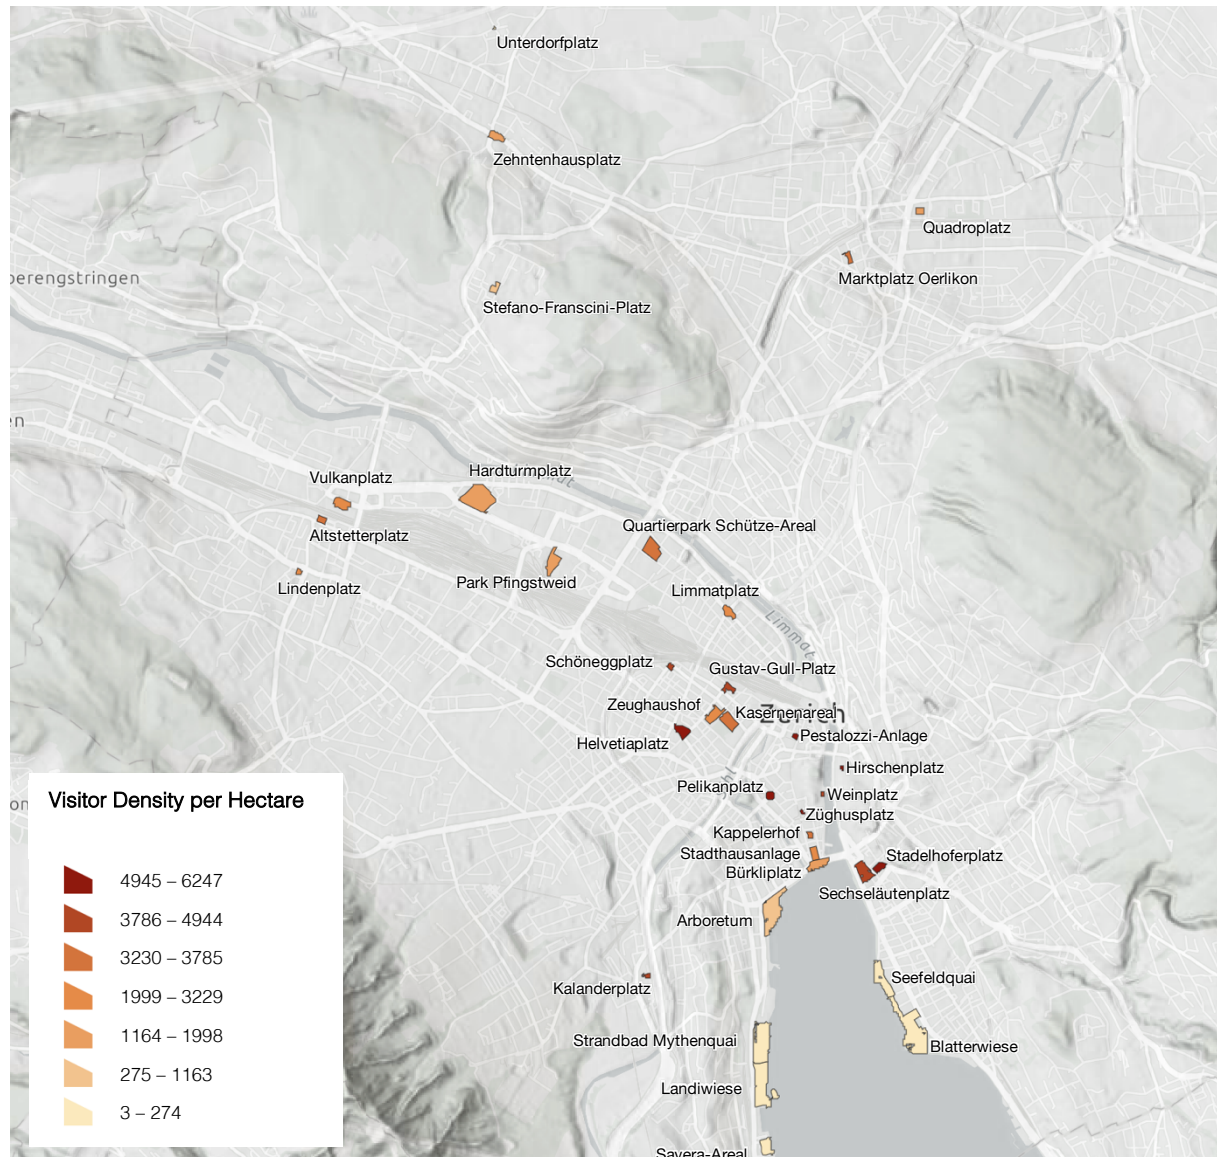 Unterdorfplatz
Zehntenhausplatz
Quadroplatz
Marktplatz Oerlikon
berengstringen
Stefano-Franscini-Platz
en
Vulkanplatz
Hardturmplatz
Altstetterplatz
Quartierpark Schütze-Areal
Lindenplatz
Park Pfingstweid
Limmatplatz
Limmat
Schöneggplatz
Gustav-Gull-Platz
Zeughaushof
Kasernenareal
Zürich
Helvetiaplatz
Pestalozzi-Anlage
Hirschenplatz
Pelikanplatz
Weinplatz
Züghusplatz
Kappelerhof
Stadthausanlage
Bürkliplatz
Stadelhoferplatz
Sechseläutenplatz
Arboretum
Kalanderplatz
Seefeldquai
Strandbad Mythenquai
Blatterwiese
Landiwiese
Savera-Areal
Visitor Density per Hectare
4945 – 6247
3786 – 4944
3230 – 3785
1999 – 3229
1164 – 1998
275 – 1163
3 – 274